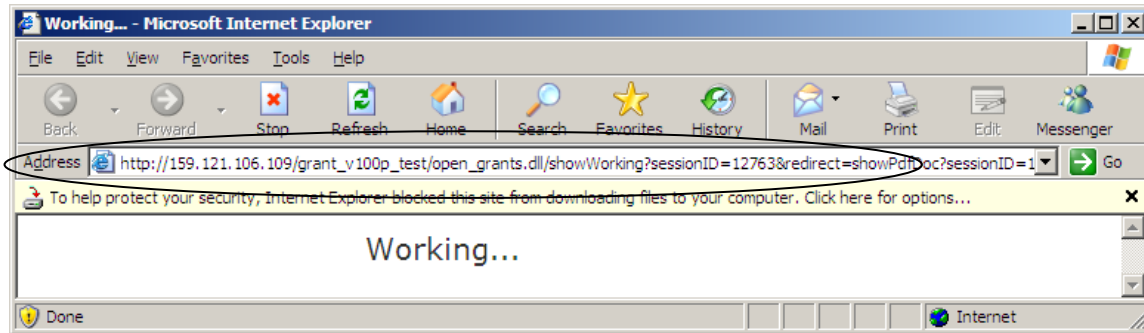 Working... - Microsoft Internet Explorer
File Edit View Favorites Tools Help
Back Forward Stop Refresh Home Search Favorites History Mail Print Edit Messenger
Address http://159.121.106.109/grant_v100p_test/open_grants.dll/showWorking?sessionID=12763&redirect=showPdfDoc?sessionID=1 Go
To help protect your security, Internet Explorer blocked this site from downloading files to your computer. Click here for options...
Working...
Done Internet